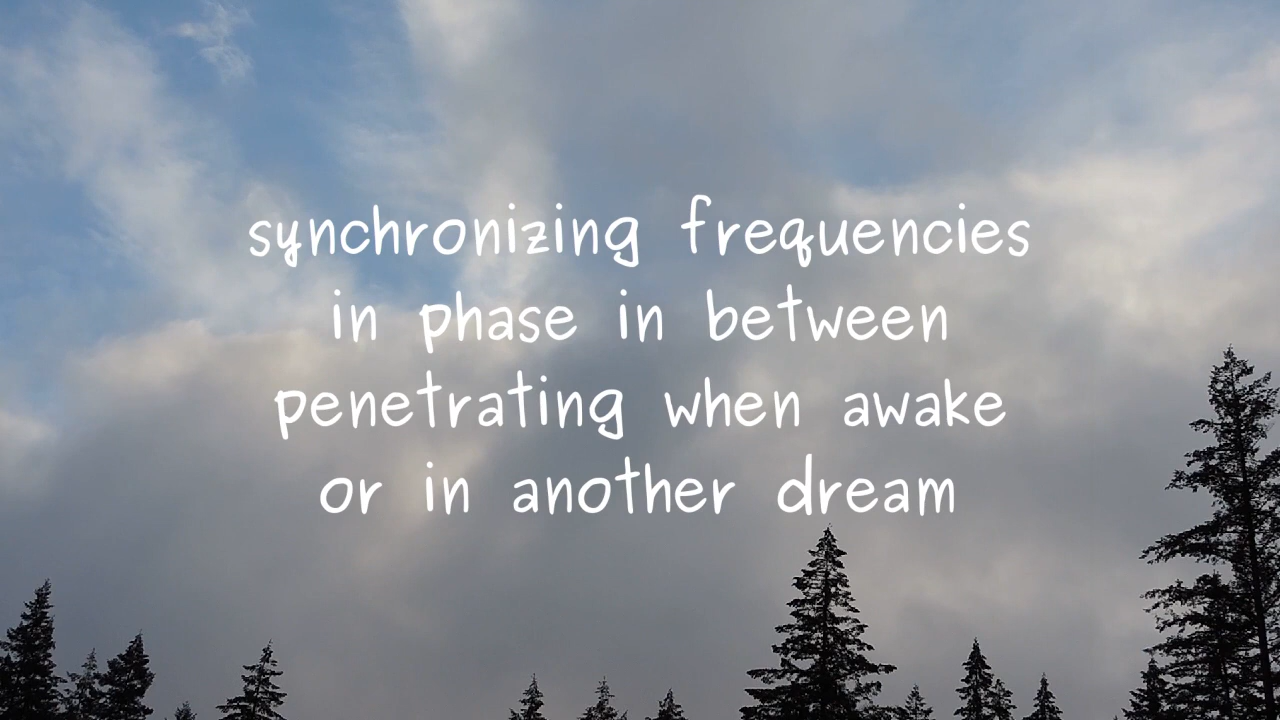 synchronizing frequencies
in phase in between
penetrating when awake
or in another dream